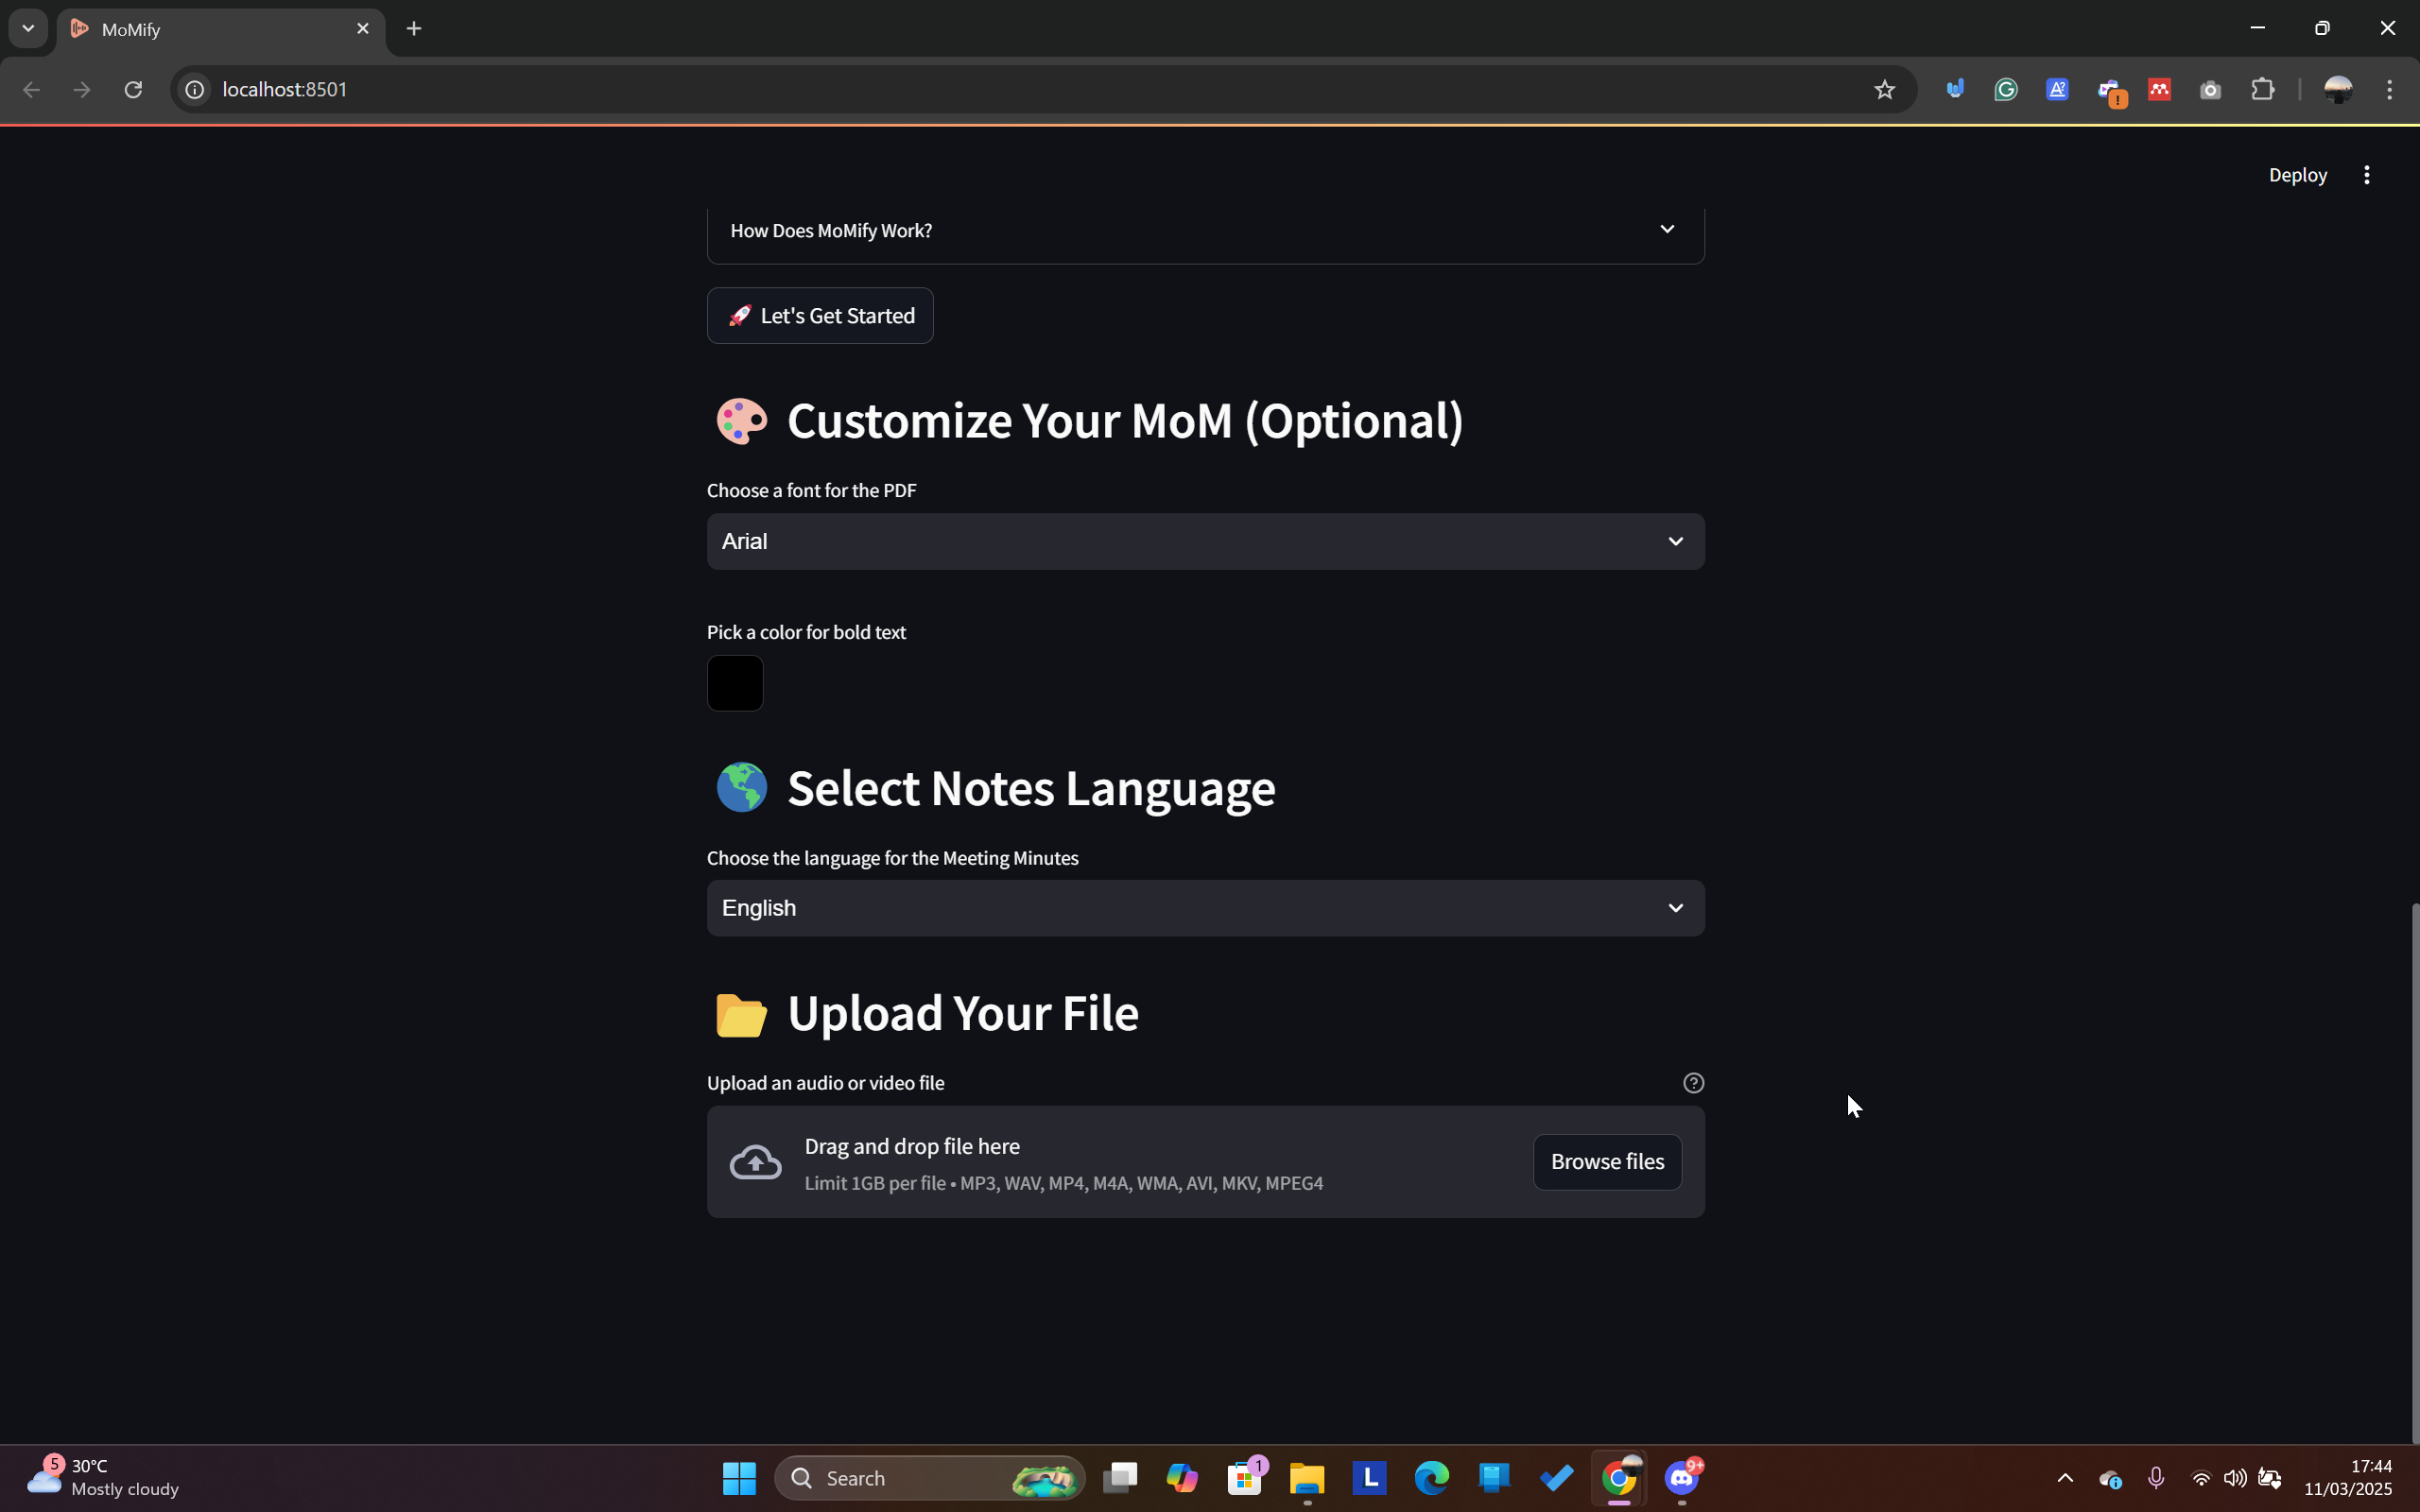 MoMify
localhost:8501
Deploy
How Does MoMify Work?
🚀 Let's Get Started
🎨 Customize Your MoM (Optional)
Choose a font for the PDF
Arial
Pick a color for bold text
🌎 Select Notes Language
Choose the language for the Meeting Minutes
English
📂 Upload Your File
Upload an audio or video file
Drag and drop file here
Limit 1GB per file • MP3, WAV, MP4, M4A, WMA, AVI, MKV, MPEG4
Browse files
5
30°C
Mostly cloudy
Search
1
L
9+
17:44
11/03/2025